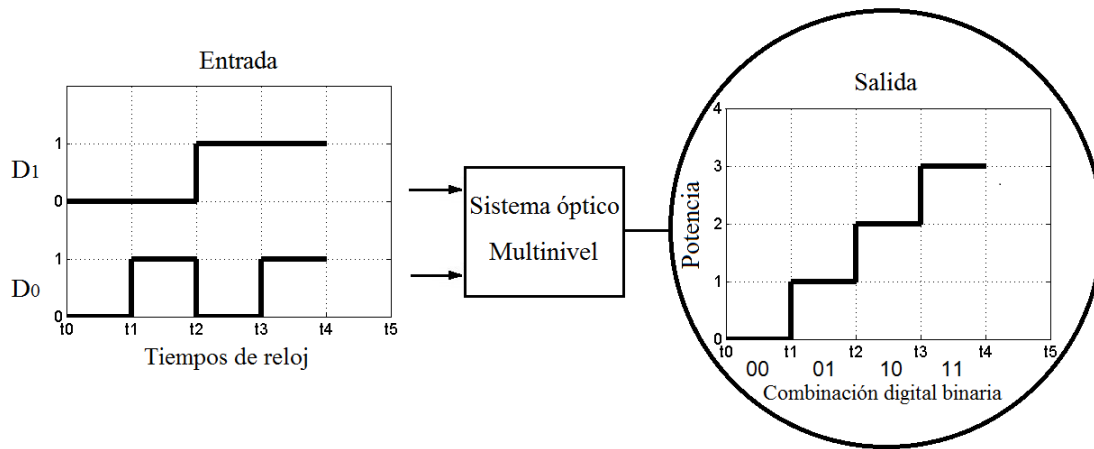 Entrada
D1
1
0
D0
1
0
t0 t1 t2 t3 t4 t5
Tiempos de reloj
Sistema óptico
Multinivel
Salida
Potencia
4
3
2
1
0
t0 t1 t2 t3 t4 t5
00 01 10 11
Combinación digital binaria